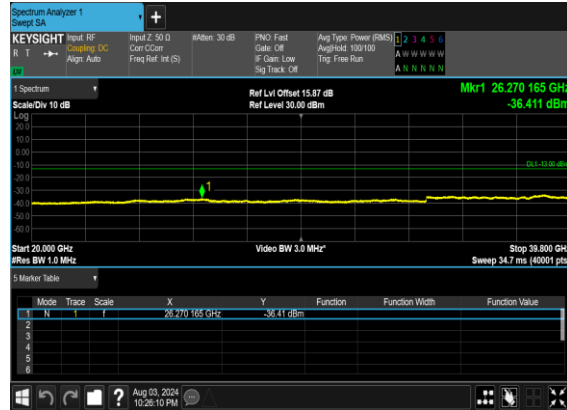 Spectrum Analyzer 1
Swept SA
+
KEYSIGHT
R T
Input: RF
Coupling: DC
Align: Auto
Input Z: 50 Ω
Corr CCorr
Freq Ref: Int (S)
#Atten: 30 dB
PNO: Fast
Gate: Off
IF Gain: Low
Sig Track: Off
Avg Type: Power (RMS)
Avg|Hold: 100/100
Trig: Free Run
1 2 3 4 5 6
A W W W W W
A N N N N N
1 Spectrum
Scale/Div 10 dB
Ref Lvl Offset 15.87 dB
Ref Level 30.00 dBm
Mkr1 26.270 165 GHz
-36.411 dBm
Log
20.0
10.0
0.00
-10.0
-20.0
-30.0
-40.0
-50.0
-60.0
DL1 -13.00 dBm
1
Start 20.000 GHz
#Res BW 1.0 MHz
Video BW 3.0 MHz*
Stop 39.800 GHz
Sweep 34.7 ms (40001 pts)
5 Marker Table
Mode Trace Scale X Y Function Function Width Function Value
1 N 1 f 26.270 165 GHz -36.41 dBm
2
3
4
5
6
?
Aug 03, 2024
10:26:10 PM